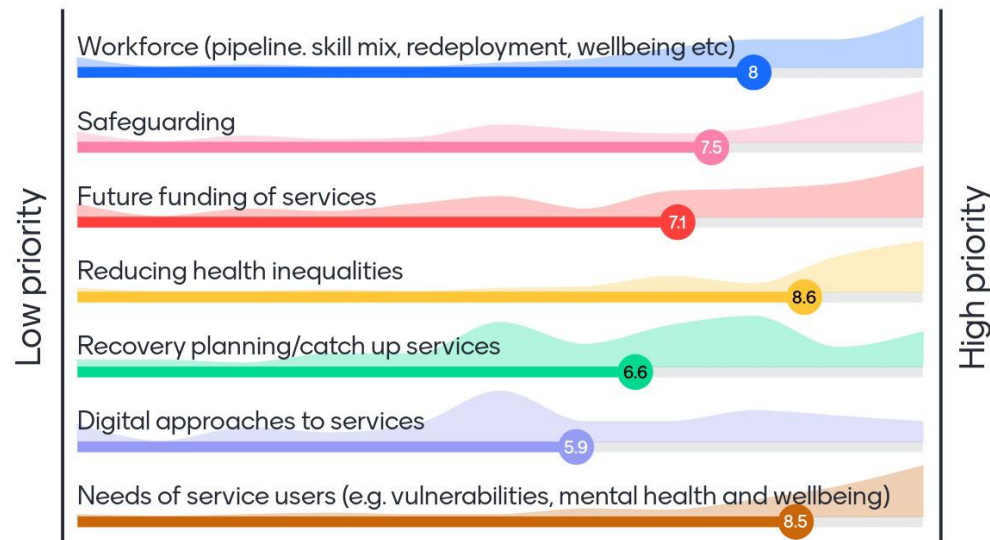 Low priority
Workforce (pipeline. skill mix, redeployment, wellbeing etc)
8
Safeguarding
7.5
Future funding of services
7.1
Reducing health inequalities
8.6
Recovery planning/catch up services
6.6
Digital approaches to services
5.9
Needs of service users (e.g. vulnerabilities, mental health and wellbeing)
8.5
High priority